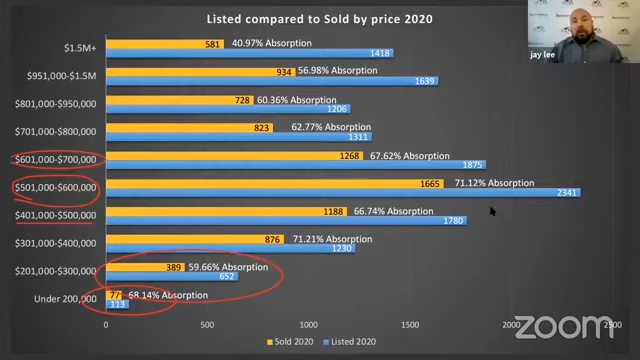 Listed compared to Sold by price 2020
jay lee
$1.5M+
581
40.97% Absorption
1418
$951,000-$1.5M
934
56.98% Absorption
1639
$801,000-$950,000
728
60.36% Absorption
1206
$701,000-$800,000
823
62.77% Absorption
1311
$601,000-$700,000
1268
67.62% Absorption
1875
$501,000-$600,000
1665
71.12% Absorption
2341
$401,000-$500,000
1188
66.74% Absorption
1780
$301,000-$400,000
876
71.21% Absorption
1230
$201,000-$300,000
389
59.66% Absorption
652
Under 200,000
77
68.14% Absorption
113
0
500
1000
1500
2000
2500
Sold 2020
Listed 2020
zoom